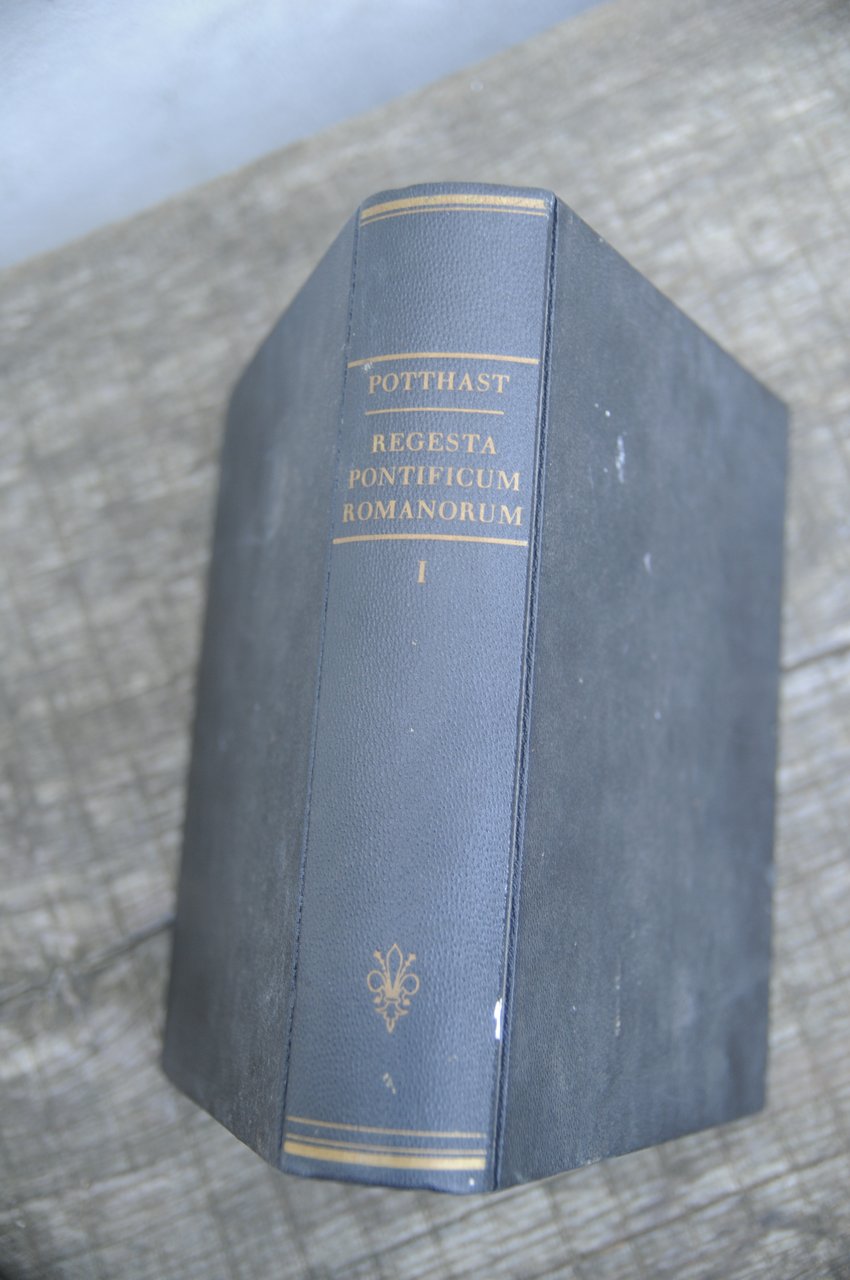 POTTHAST
REGESTA
PONTIFICUM
ROMANORUM
I